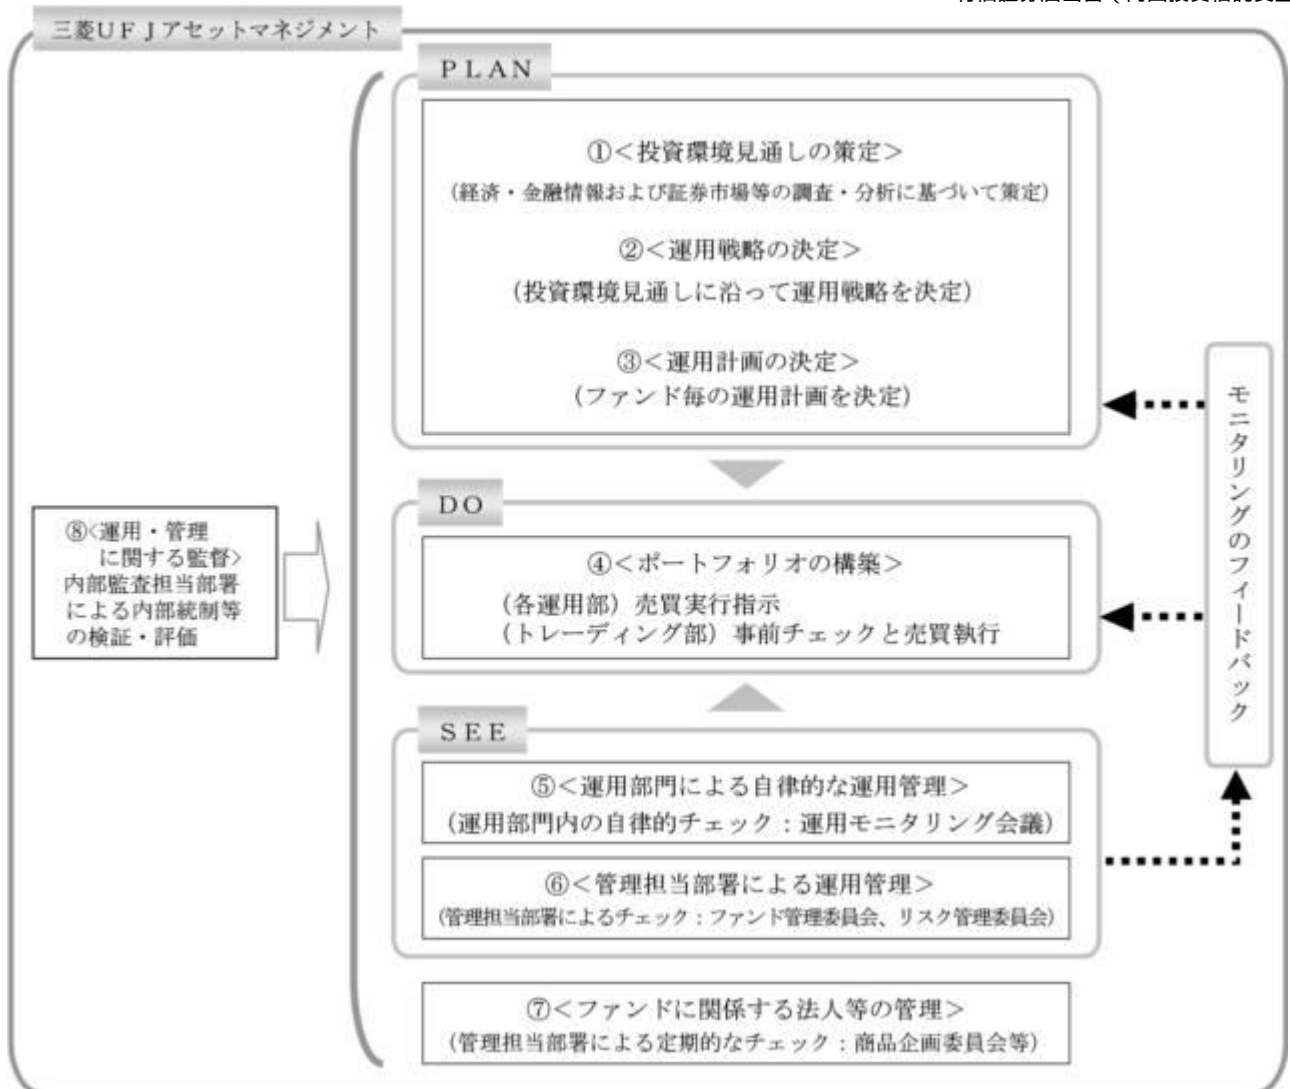 三菱ＵＦＪアセットマネジメント
ＰＬＡＮ
①＜投資環境見通しの策定＞
（経済・金融情報および証券市場等の調査・分析に基づいて策定）
②＜運用戦略の決定＞
（投資環境見通しに沿って運用戦略を決定）
③＜運用計画の決定＞
（ファンド毎の運用計画を決定）
ＤＯ
④＜ポートフォリオの構築＞
（各運用部）売買実行指示
（トレーディング部）事前チェックと売買執行
ＳＥＥ
⑤＜運用部門による自律的な運用管理＞
（運用部門内の自律的チェック：運用モニタリング会議）
⑥＜管理担当部署による運用管理＞
（管理担当部署によるチェック：ファンド管理委員会、リスク管理委員会）
⑦＜ファンドに関係する法人等の管理＞
（管理担当部署による定期的なチェック：商品企画委員会等）
⑧＜運用・管理
に関する監督＞
内部監査担当部署
による内部統制等
の検証・評価
モニタリングのフィードバック